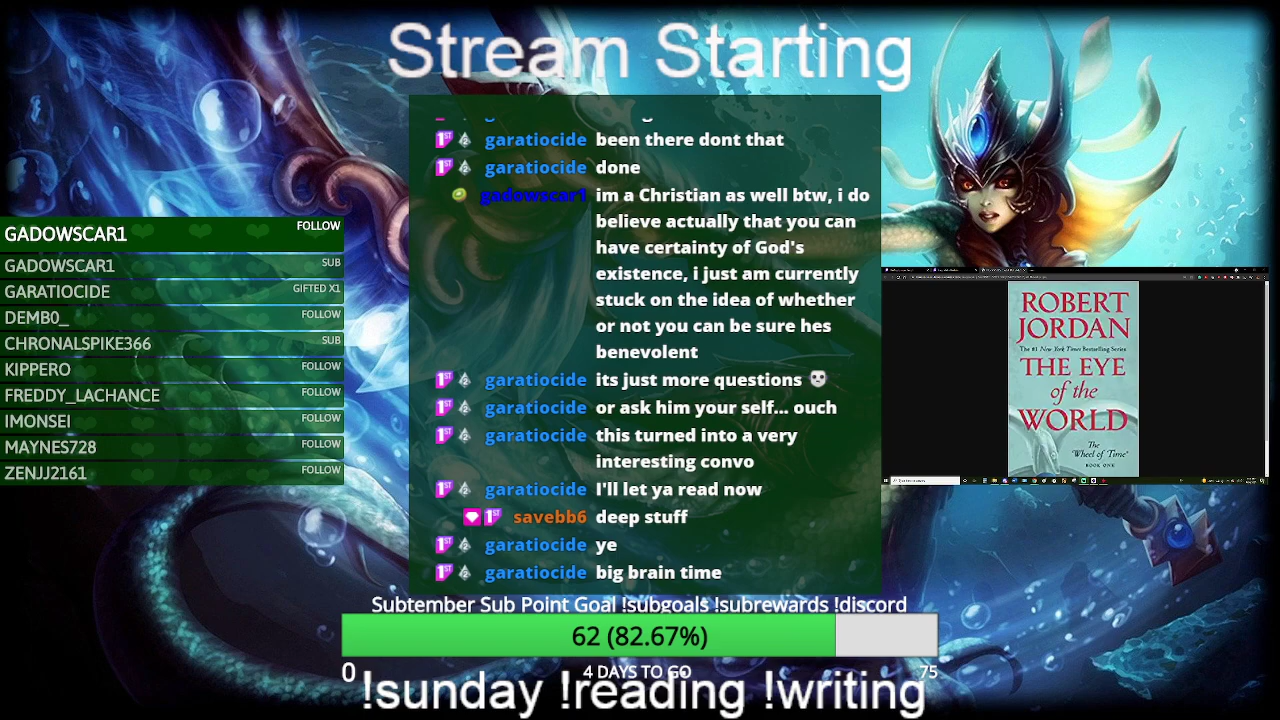 Stream Starting
garatiocide been there dont that
garatiocide done
gadowscar1 im a Christian as well btw, i do
believe actually that you can
have certainty of God's
existence, i just am currently
stuck on the idea of whether
or not you can be sure hes
benevolent
garatiocide its just more questions
garatiocide or ask him your self... ouch
garatiocide this turned into a very
interesting convo
garatiocide I'll let ya read now
savebb6 deep stuff
garatiocide ye
garatiocide big brain time
GADOWSCAR1 FOLLOW
GADOWSCAR1 SUB
GARATIOCIDE GIFTED X1
DEMB0_ FOLLOW
CHRONALSPIKE366 SUB
KIPPERO FOLLOW
FREDDY_LACHANCE FOLLOW
IMONSEI FOLLOW
MAYNES728 FOLLOW
ZENJJ2161 FOLLOW
ROBERT
JORDAN
The #1 New York Times Bestselling Series
THE EYE
of the
WORLD
The
"Wheel of Time"
BOOK ONE
Subtember Sub Point Goal !subgoals !subrewards !discord
62 (82.67%)
0 4 DAYS TO GO 75
!sunday !reading !writing